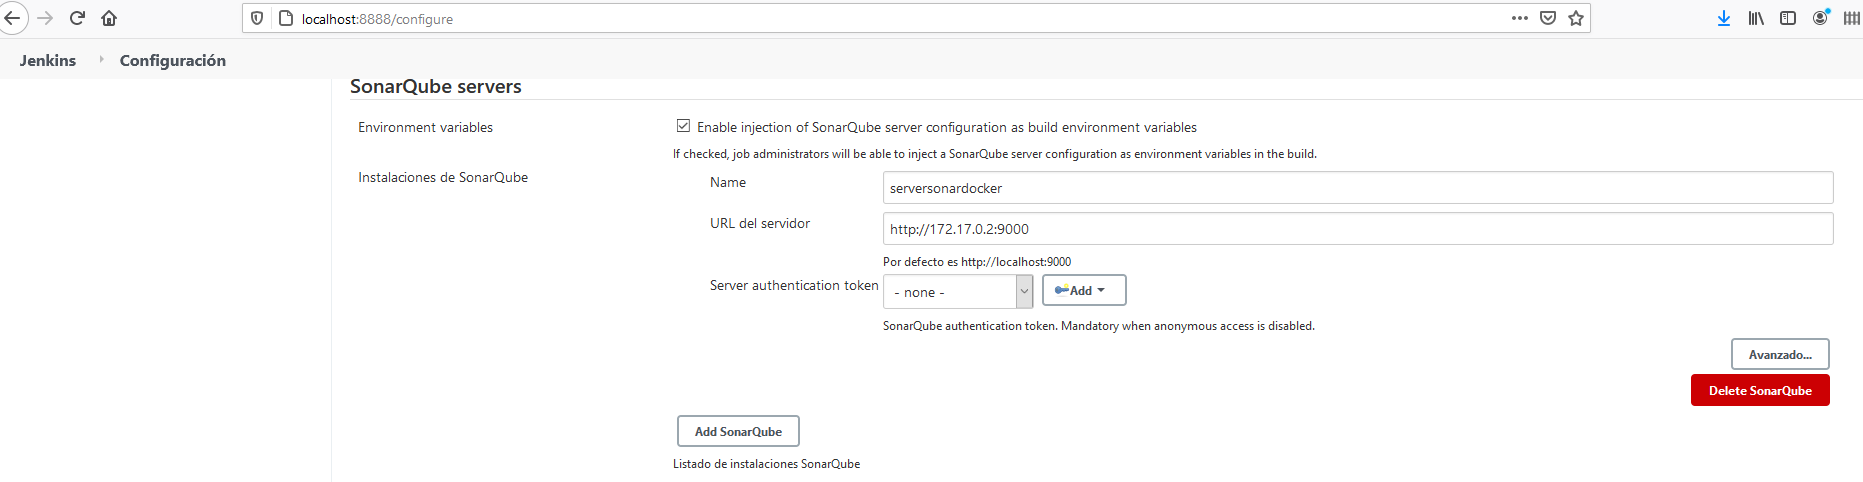 localhost:8888/configure
Jenkins Configuración
SonarQube servers
Environment variables
Enable injection of SonarQube server configuration as build environment variables
If checked, job administrators will be able to inject a SonarQube server configuration as environment variables in the build.
Instalaciones de SonarQube
Name
serversonardocker
URL del servidor
http://172.17.0.2:9000
Por defecto es http://localhost:9000
Server authentication token
- none -
Add
SonarQube authentication token. Mandatory when anonymous access is disabled.
Avanzado...
Delete SonarQube
Add SonarQube
Listado de instalaciones SonarQube